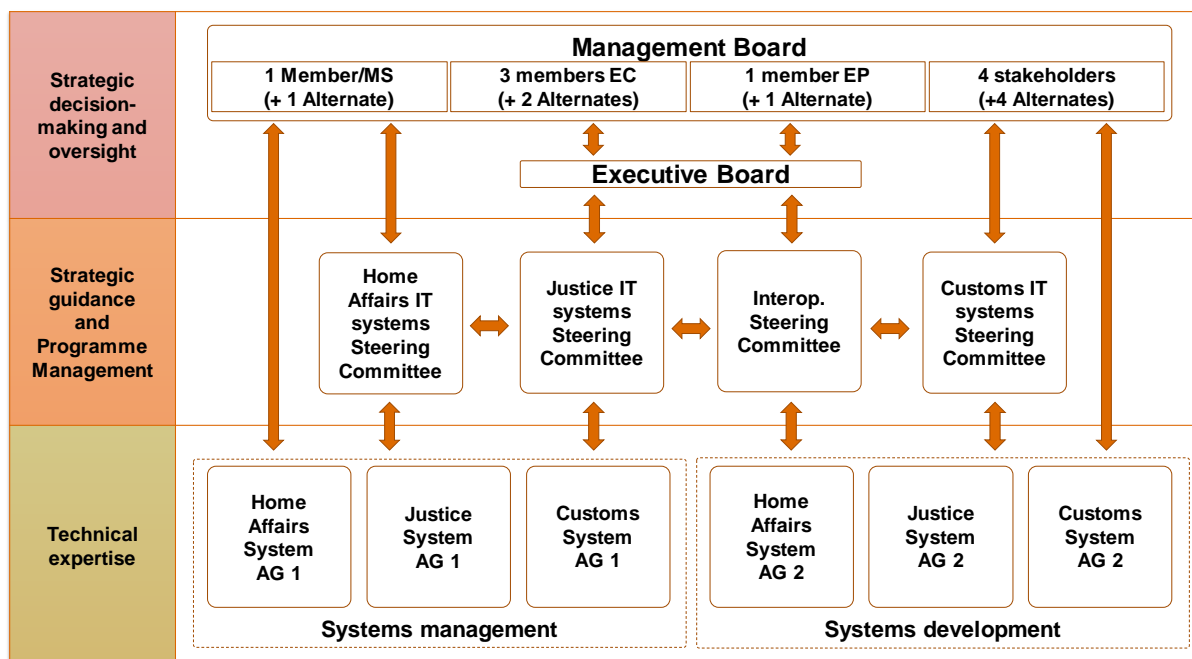 Strategic
decision-
making and
oversight
Management Board
1 Member/MS
(+ 1 Alternate)
3 members EC
(+ 2 Alternates)
1 member EP
(+ 1 Alternate)
4 stakeholders
(+4 Alternates)
Executive Board
Strategic
guidance
and
Programme
Management
Home
Affairs IT
systems
Steering
Committee
Justice IT
systems
Steering
Committee
Interop.
Steering
Committee
Customs IT
systems
Steering
Committee
Technical
expertise
Home
Affairs
System
AG 1
Justice
System
AG 1
Customs
System
AG 1
Systems management
Home
Affairs
System
AG 2
Justice
System
AG 2
Customs
System
AG 2
Systems development